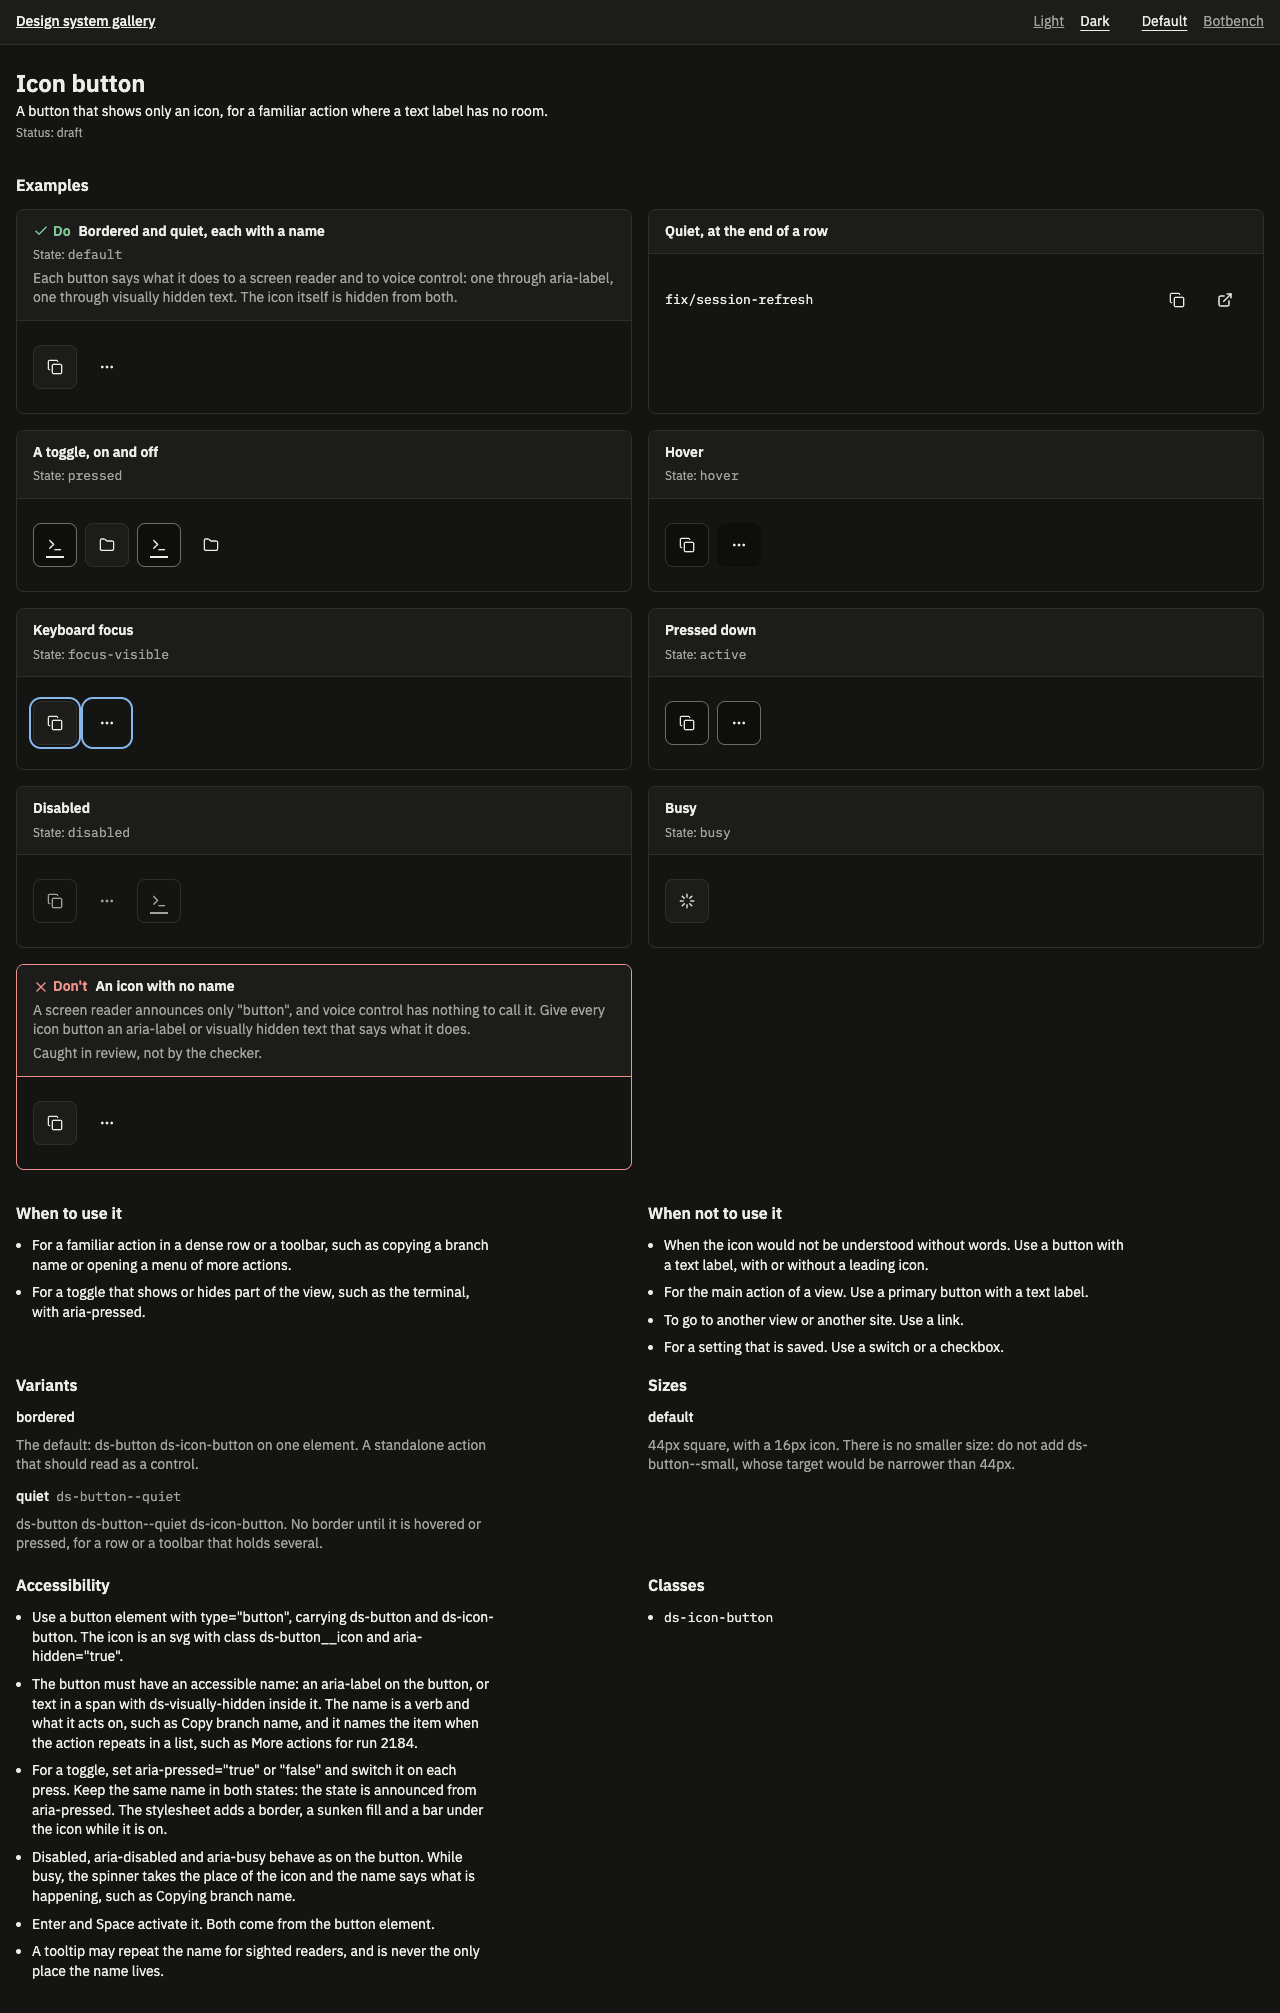 Design system gallery
Light Dark Default Botbench
Icon button
A button that shows only an icon, for a familiar action where a text label has no room.
Status: draft
Examples
Do Bordered and quiet, each with a name
State: default
Each button says what it does to a screen reader and to voice control: one through aria-label,
one through visually hidden text. The icon itself is hidden from both.
Quiet, at the end of a row
fix/session-refresh
A toggle, on and off
State: pressed
Hover
State: hover
Keyboard focus
State: focus-visible
Pressed down
State: active
Disabled
State: disabled
Busy
State: busy
Don't An icon with no name
A screen reader announces only "button", and voice control has nothing to call it. Give every
icon button an aria-label or visually hidden text that says what it does.
Caught in review, not by the checker.
When to use it
For a familiar action in a dense row or a toolbar, such as copying a branch
name or opening a menu of more actions.
For a toggle that shows or hides part of the view, such as the terminal,
with aria-pressed.
When not to use it
When the icon would not be understood without words. Use a button with
a text label, with or without a leading icon.
For the main action of a view. Use a primary button with a text label.
To go to another view or another site. Use a link.
For a setting that is saved. Use a switch or a checkbox.
Variants
bordered
The default: ds-button ds-icon-button on one element. A standalone action
that should read as a control.
quiet ds-button--quiet
ds-button ds-button--quiet ds-icon-button. No border until it is hovered or
pressed, for a row or a toolbar that holds several.
Sizes
default
44px square, with a 16px icon. There is no smaller size: do not add ds-
button--small, whose target would be narrower than 44px.
Accessibility
Use a button element with type="button", carrying ds-button and ds-icon-
button. The icon is an svg with class ds-button__icon and aria-
hidden="true".
The button must have an accessible name: an aria-label on the button, or
text in a span with ds-visually-hidden inside it. The name is a verb and
what it acts on, such as Copy branch name, and it names the item when
the action repeats in a list, such as More actions for run 2184.
For a toggle, set aria-pressed="true" or "false" and switch it on each
press. Keep the same name in both states: the state is announced from
aria-pressed. The stylesheet adds a border, a sunken fill and a bar under
the icon while it is on.
Disabled, aria-disabled and aria-busy behave as on the button. While
busy, the spinner takes the place of the icon and the name says what is
happening, such as Copying branch name.
Enter and Space activate it. Both come from the button element.
A tooltip may repeat the name for sighted readers, and is never the only
place the name lives.
Classes
ds-icon-button